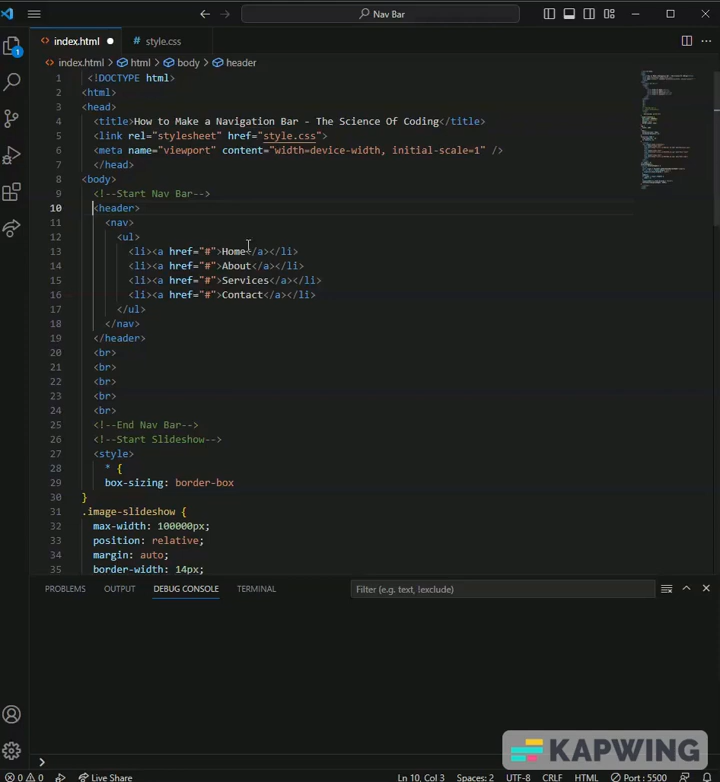 Nav Bar
index.html
# style.css
index.html > html > body > header
1 <!DOCTYPE html>
2 <html>
3 <head>
4 <title>How to Make a Navigation Bar - The Science Of Coding</title>
5 <link rel="stylesheet" href="style.css">
6 <meta name="viewport" content="width=device-width, initial-scale=1" />
7 </head>
8 <body>
9 <!--Start Nav Bar-->
10 <header>
11 <nav>
12 <ul>
13 <li><a href="#">Home</a></li>
14 <li><a href="#">About</a></li>
15 <li><a href="#">Services</a></li>
16 <li><a href="#">Contact</a></li>
17 </ul>
18 </nav>
19 </header>
20 <br>
21 <br>
22 <br>
23 <br>
24 <br>
25 <!--End Nav Bar-->
26 <!--Start Slideshow-->
27 <style>
28 * {
29 box-sizing: border-box
30 }
31 .image-slideshow {
32 max-width: 100000px;
33 position: relative;
34 margin: auto;
35 border-width: 14px;
1
PROBLEMS OUTPUT DEBUG CONSOLE TERMINAL Filter (e.g. text, !exclude)
KAPWING
0 0 Live Share Ln 10, Col 3 Spaces: 2 UTF-8 CRLF HTML Port : 5500